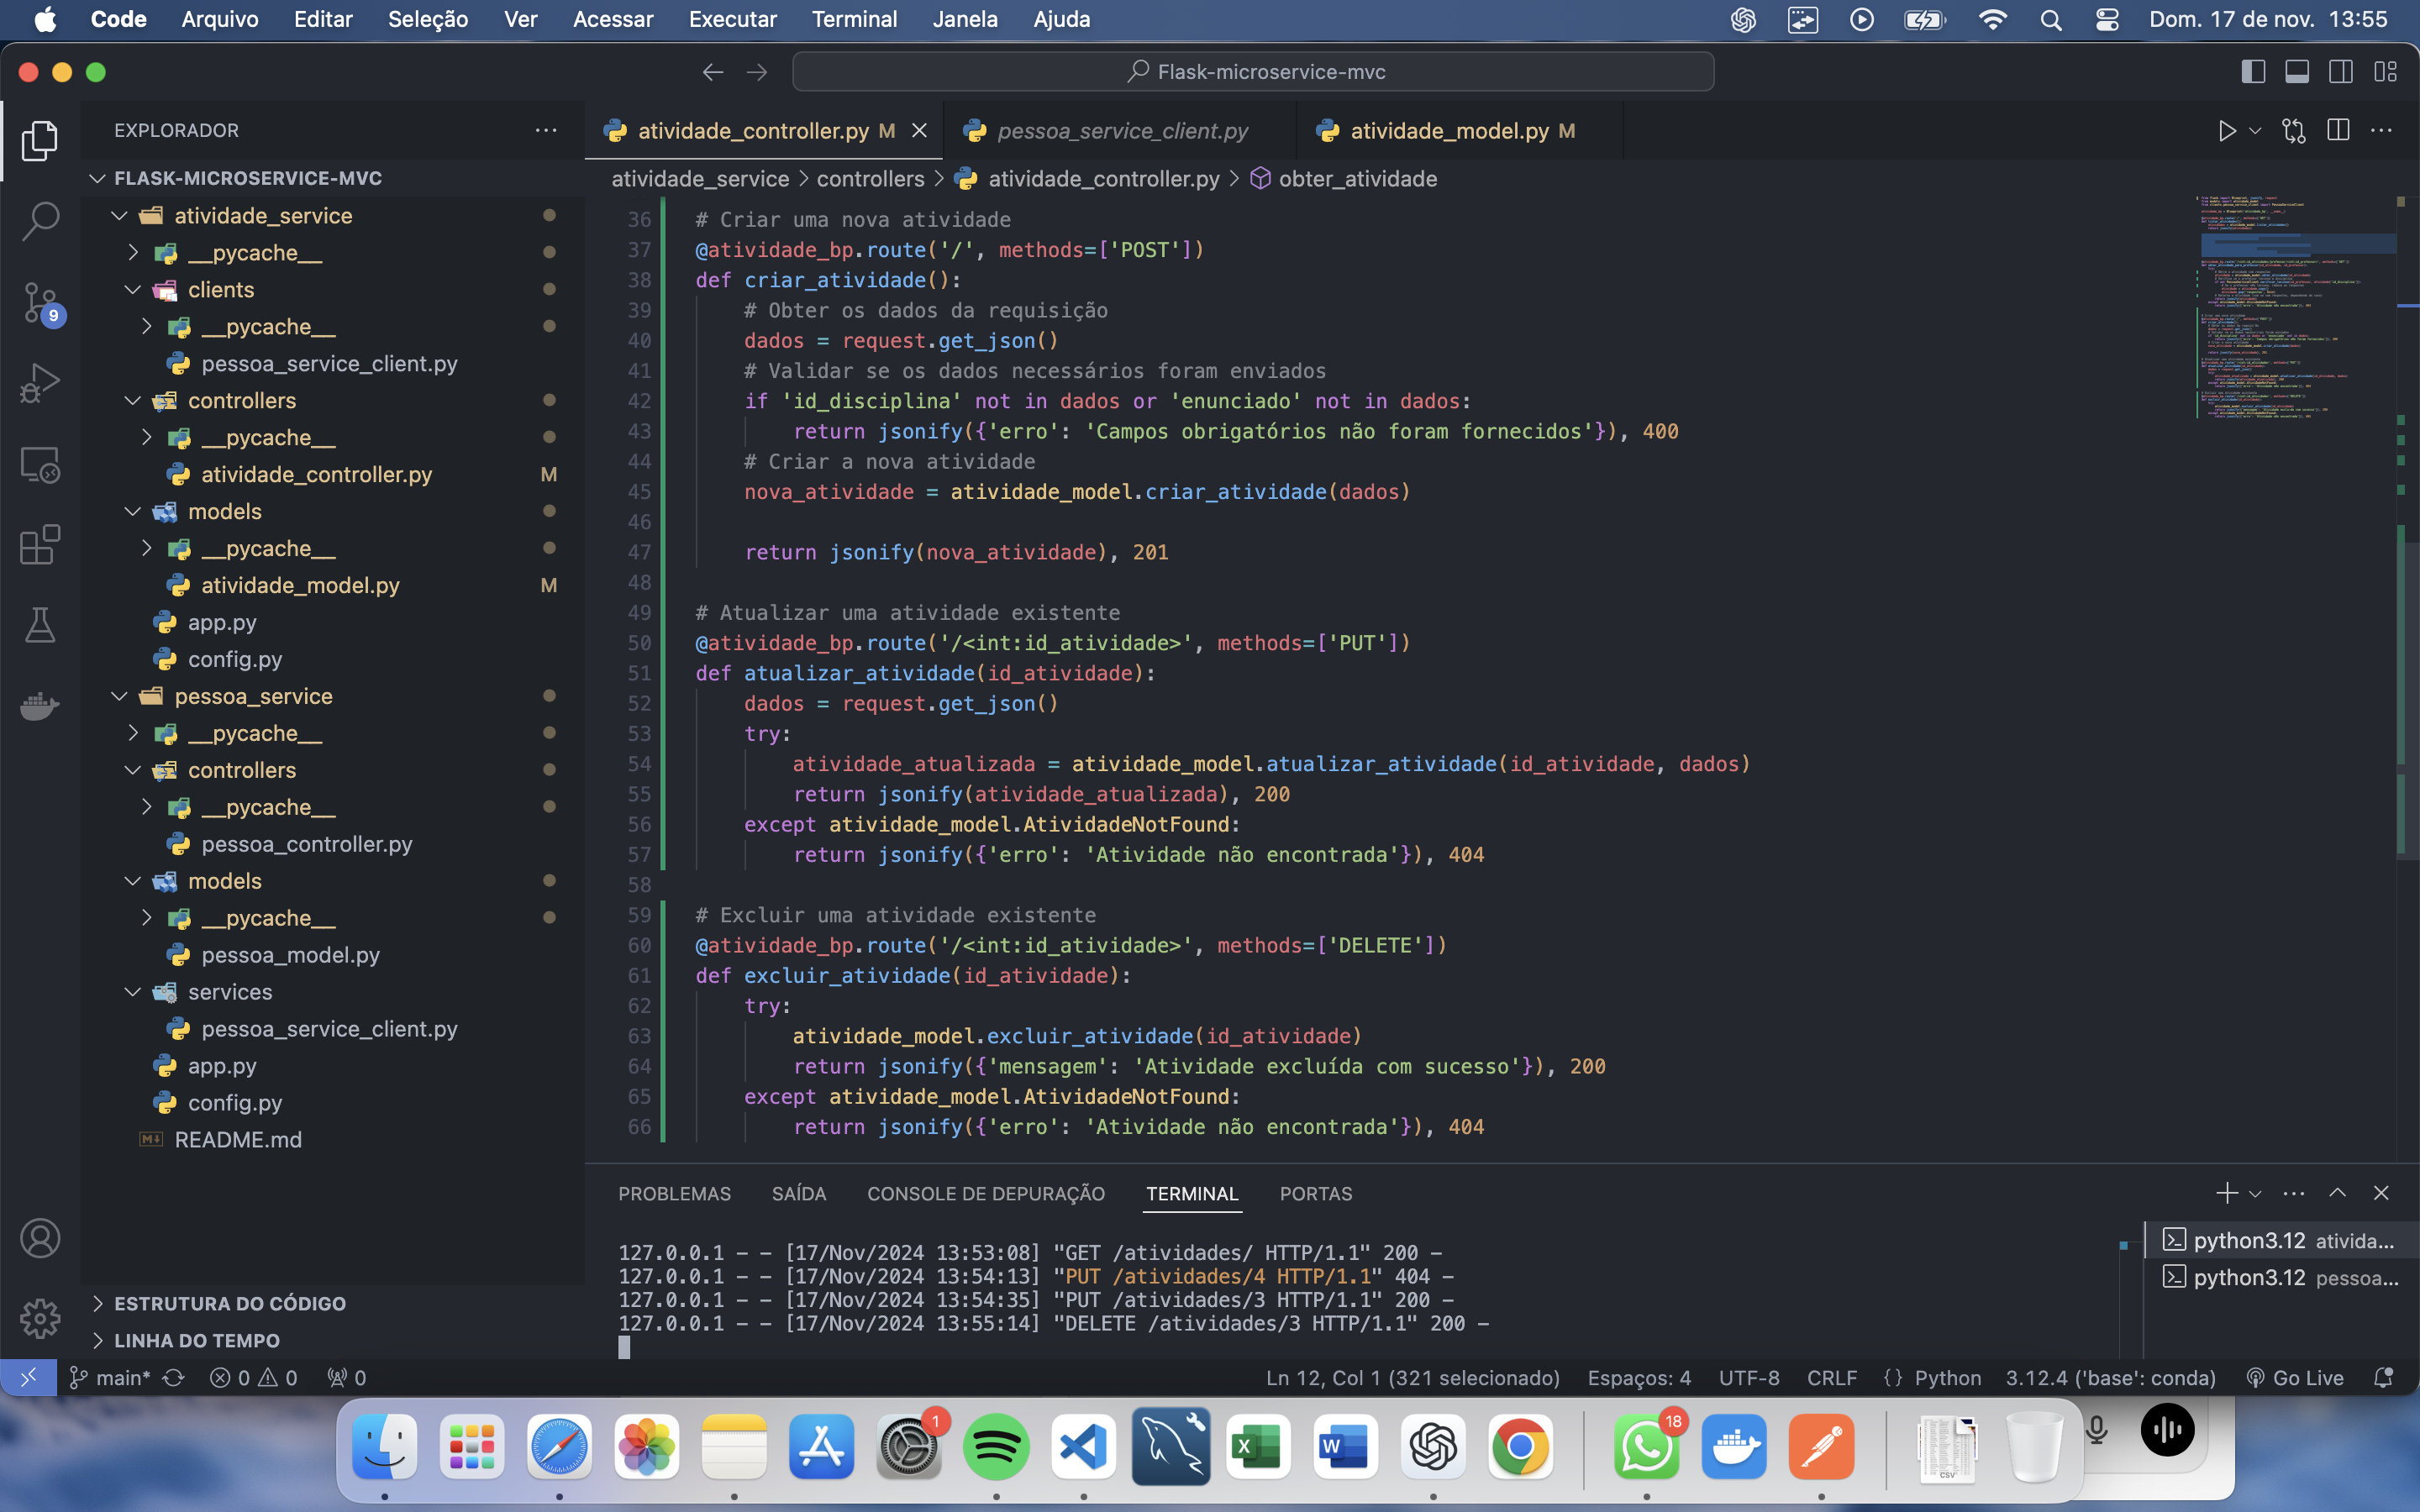 Code Arquivo Editar Seleção Ver Acessar Executar Terminal Janela Ajuda Dom. 17 de nov. 13:55
Flask-microservice-mvc
EXPLORADOR
FLASK-MICROSERVICE-MVC
atividade_service
__pycache__
clients
__pycache__
pessoa_service_client.py
controllers
__pycache__
atividade_controller.py M
models
__pycache__
atividade_model.py M
app.py
config.py
pessoa_service
__pycache__
controllers
__pycache__
pessoa_controller.py
models
__pycache__
pessoa_model.py
services
pessoa_service_client.py
app.py
config.py
README.md
ESTRUTURA DO CÓDIGO
LINHA DO TEMPO
9
atividade_controller.py M pessoa_service_client.py atividade_model.py M
atividade_service > controllers > atividade_controller.py > obter_atividade
36 # Criar uma nova atividade
37 @atividade_bp.route('/', methods=['POST'])
38 def criar_atividade():
39 # Obter os dados da requisição
40 dados = request.get_json()
41 # Validar se os dados necessários foram enviados
42 if 'id_disciplina' not in dados or 'enunciado' not in dados:
43 return jsonify({'erro': 'Campos obrigatórios não foram fornecidos'}), 400
44 # Criar a nova atividade
45 nova_atividade = atividade_model.criar_atividade(dados)
46
47 return jsonify(nova_atividade), 201
48
49 # Atualizar uma atividade existente
50 @atividade_bp.route('/<int:id_atividade>', methods=['PUT'])
51 def atualizar_atividade(id_atividade):
52 dados = request.get_json()
53 try:
54 atividade_atualizada = atividade_model.atualizar_atividade(id_atividade, dados)
55 return jsonify(atividade_atualizada), 200
56 except atividade_model.AtividadeNotFound:
57 return jsonify({'erro': 'Atividade não encontrada'}), 404
58
59 # Excluir uma atividade existente
60 @atividade_bp.route('/<int:id_atividade>', methods=['DELETE'])
61 def excluir_atividade(id_atividade):
62 try:
63 atividade_model.excluir_atividade(id_atividade)
64 return jsonify({'mensagem': 'Atividade excluída com sucesso'}), 200
65 except atividade_model.AtividadeNotFound:
66 return jsonify({'erro': 'Atividade não encontrada'}), 404
PROBLEMAS SAÍDA CONSOLE DE DEPURAÇÃO TERMINAL PORTAS
127.0.0.1 - - [17/Nov/2024 13:53:08] "GET /atividades/ HTTP/1.1" 200 -
127.0.0.1 - - [17/Nov/2024 13:54:13] "PUT /atividades/4 HTTP/1.1" 404 -
127.0.0.1 - - [17/Nov/2024 13:54:35] "PUT /atividades/3 HTTP/1.1" 200 -
127.0.0.1 - - [17/Nov/2024 13:55:14] "DELETE /atividades/3 HTTP/1.1" 200 -
python3.12 ativida...
python3.12 pessoa...
main* 0 0 0 Ln 12, Col 1 (321 selecionado) Espaços: 4 UTF-8 CRLF {} Python 3.12.4 ('base': conda) Go Live
1
18
X
W
CSV